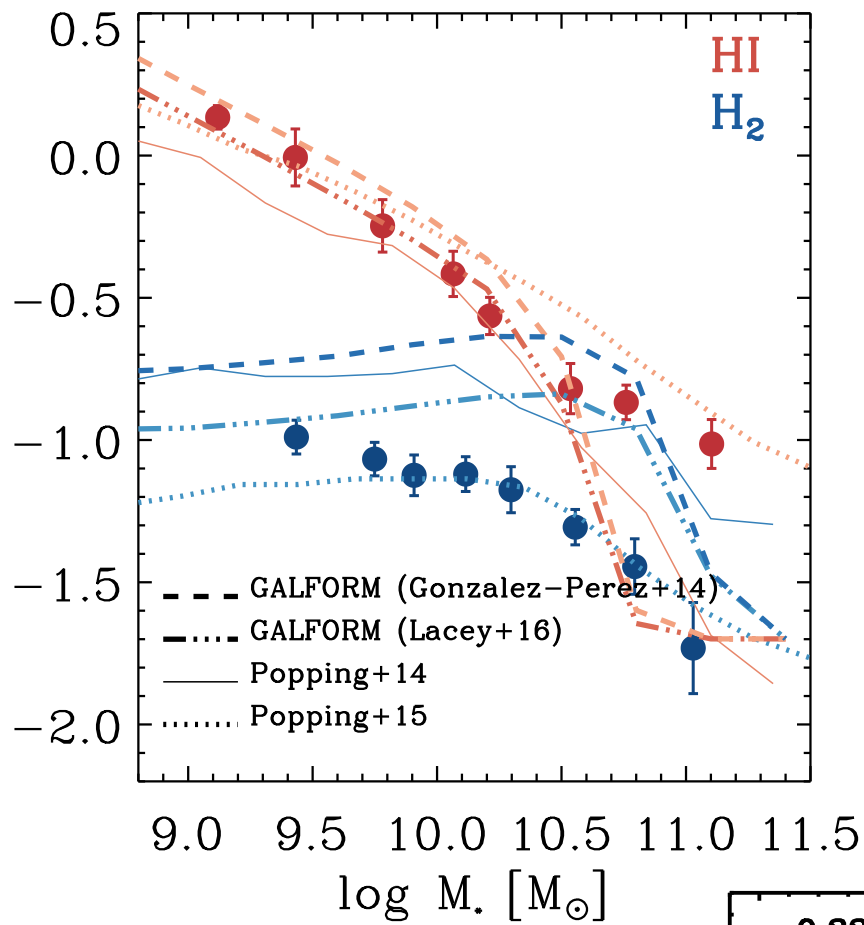 0.5
HI
H₂
0.0
−0.5
−1.0
−1.5
GALFORM (Gonzalez−Perez+14)
GALFORM (Lacey+16)
Popping+14
Popping+15
−2.0
9.0 9.5 10.0 10.5 11.0 11.5
log M* [M⊙]